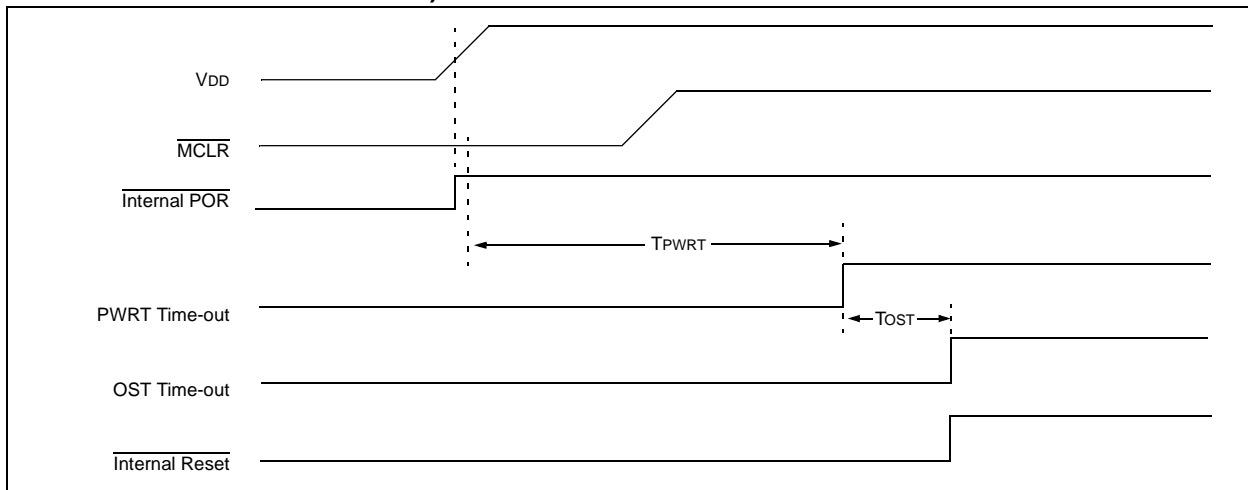 VDD
MCLR
Internal POR
TPWRT
PWRT Time-out
TOST
OST Time-out
Internal Reset